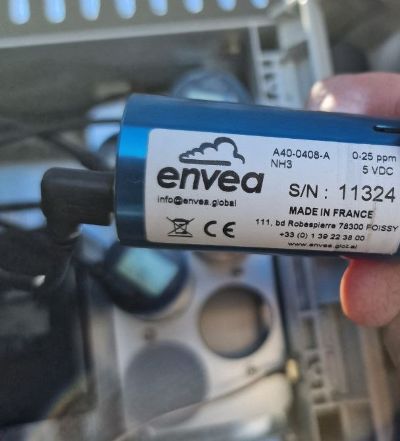 A40-0408-A 0-25 ppm
NH3 5 VDC
envea
info@envea.global
S/N : 11324
MADE IN FRANCE
111, bd Robespierre 78300 POISSY
+33 (0) 1 39 22 38 00
www.envea.global
CE